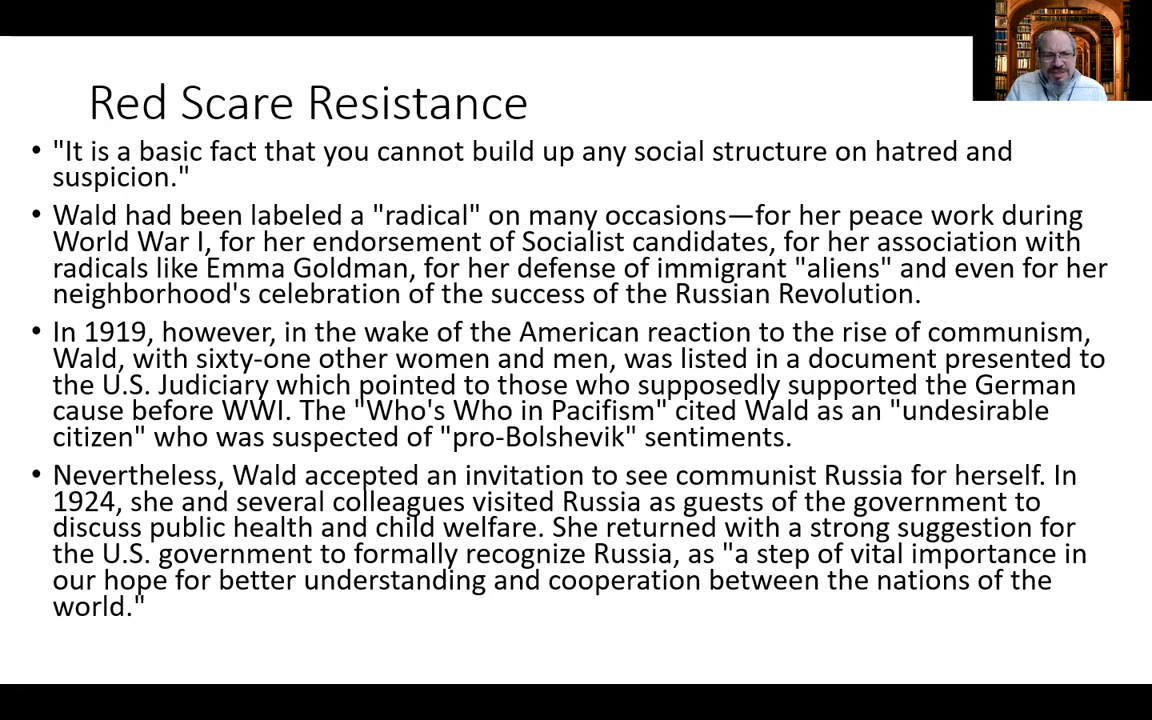 Red Scare Resistance
• "It is a basic fact that you cannot build up any social structure on hatred and
suspicion."
• Wald had been labeled a "radical" on many occasions—for her peace work during
World War I, for her endorsement of Socialist candidates, for her association with
radicals like Emma Goldman, for her defense of immigrant "aliens" and even for her
neighborhood's celebration of the success of the Russian Revolution.
• In 1919, however, in the wake of the American reaction to the rise of communism,
Wald, with sixty-one other women and men, was listed in a document presented to
the U.S. Judiciary which pointed to those who supposedly supported the German
cause before WWI. The "Who's Who in Pacifism" cited Wald as an "undesirable
citizen" who was suspected of "pro-Bolshevik" sentiments.
• Nevertheless, Wald accepted an invitation to see communist Russia for herself. In
1924, she and several colleagues visited Russia as guests of the government to
discuss public health and child welfare. She returned with a strong suggestion for
the U.S. government to formally recognize Russia, as "a step of vital importance in
our hope for better understanding and cooperation between the nations of the
world."